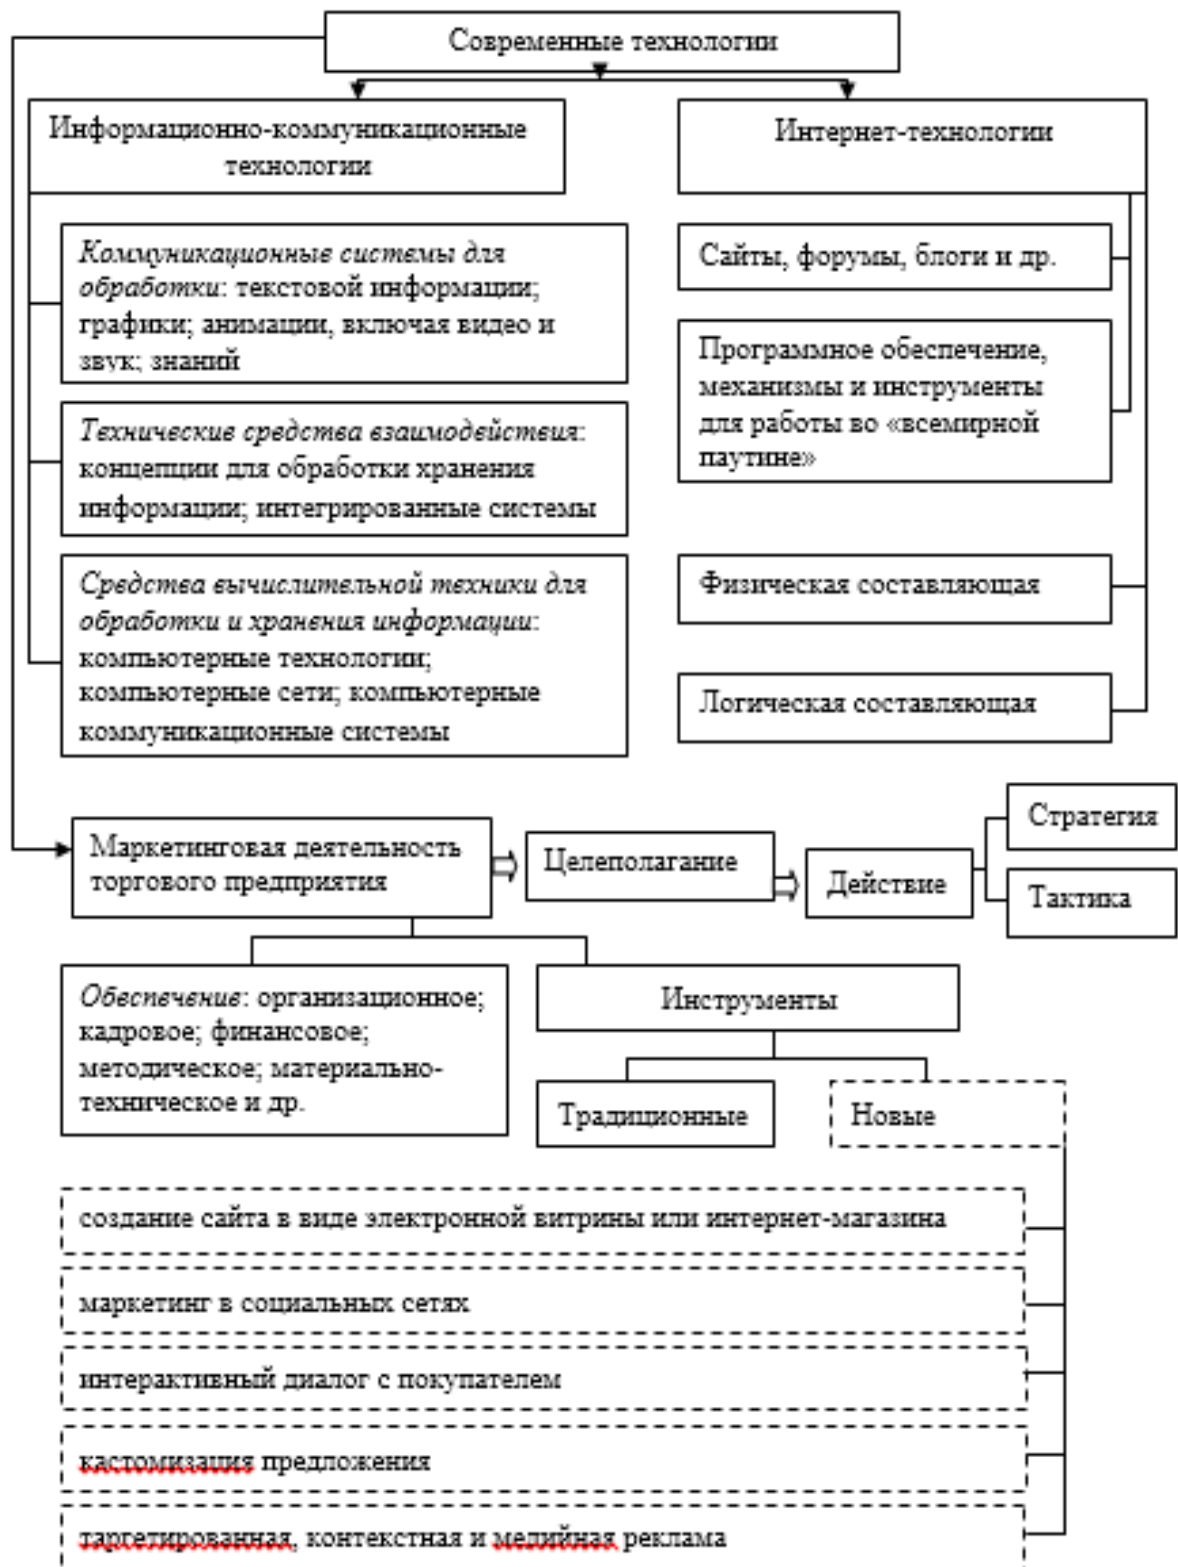 Современные технологии
Информационно-коммуникационные
технологии
Интернет-технологии
Коммуникационные системы для
обработки: текстовой информации;
графики; анимации, включая видео и
звук; знаний
Технические средства взаимодействия:
концепции для обработки хранения
информации; интегрированные системы
Средства вычислительной техники для
обработки и хранения информации:
компьютерные технологии;
компьютерные сети; компьютерные
коммуникационные системы
Сайты, форумы, блоги и др.
Программное обеспечение,
механизмы и инструменты
для работы во «всемирной
паутине»
Физическая составляющая
Логическая составляющая
Маркетинговая деятельность
торгового предприятия
Целеполагание
Действие
Стратегия
Тактика
Обеспечение: организационное;
кадровое; финансовое;
методическое; материально-
техническое и др.
Инструменты
Традиционные
Новые
создание сайта в виде электронной витрины или интернет-магазина
маркетинг в социальных сетях
интерактивный диалог с покупателем
кастомизация предложения
таргетированная, контекстная и медийная реклама